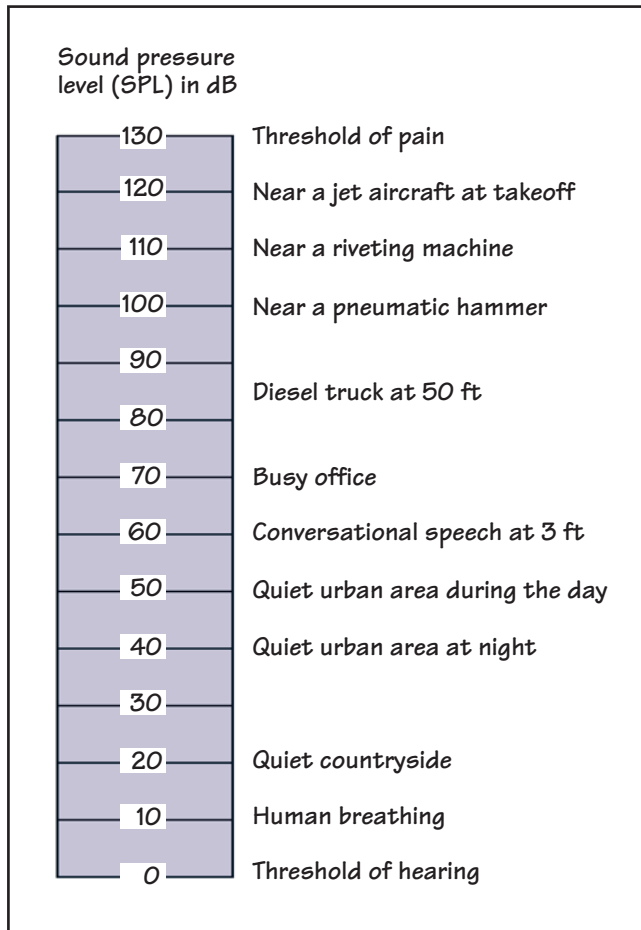 Sound pressure
level (SPL) in dB
130 Threshold of pain
120 Near a jet aircraft at takeoff
110 Near a riveting machine
100 Near a pneumatic hammer
90
Diesel truck at 50 ft
80
70 Busy office
60 Conversational speech at 3 ft
50 Quiet urban area during the day
40 Quiet urban area at night
30
20 Quiet countryside
10 Human breathing
0 Threshold of hearing